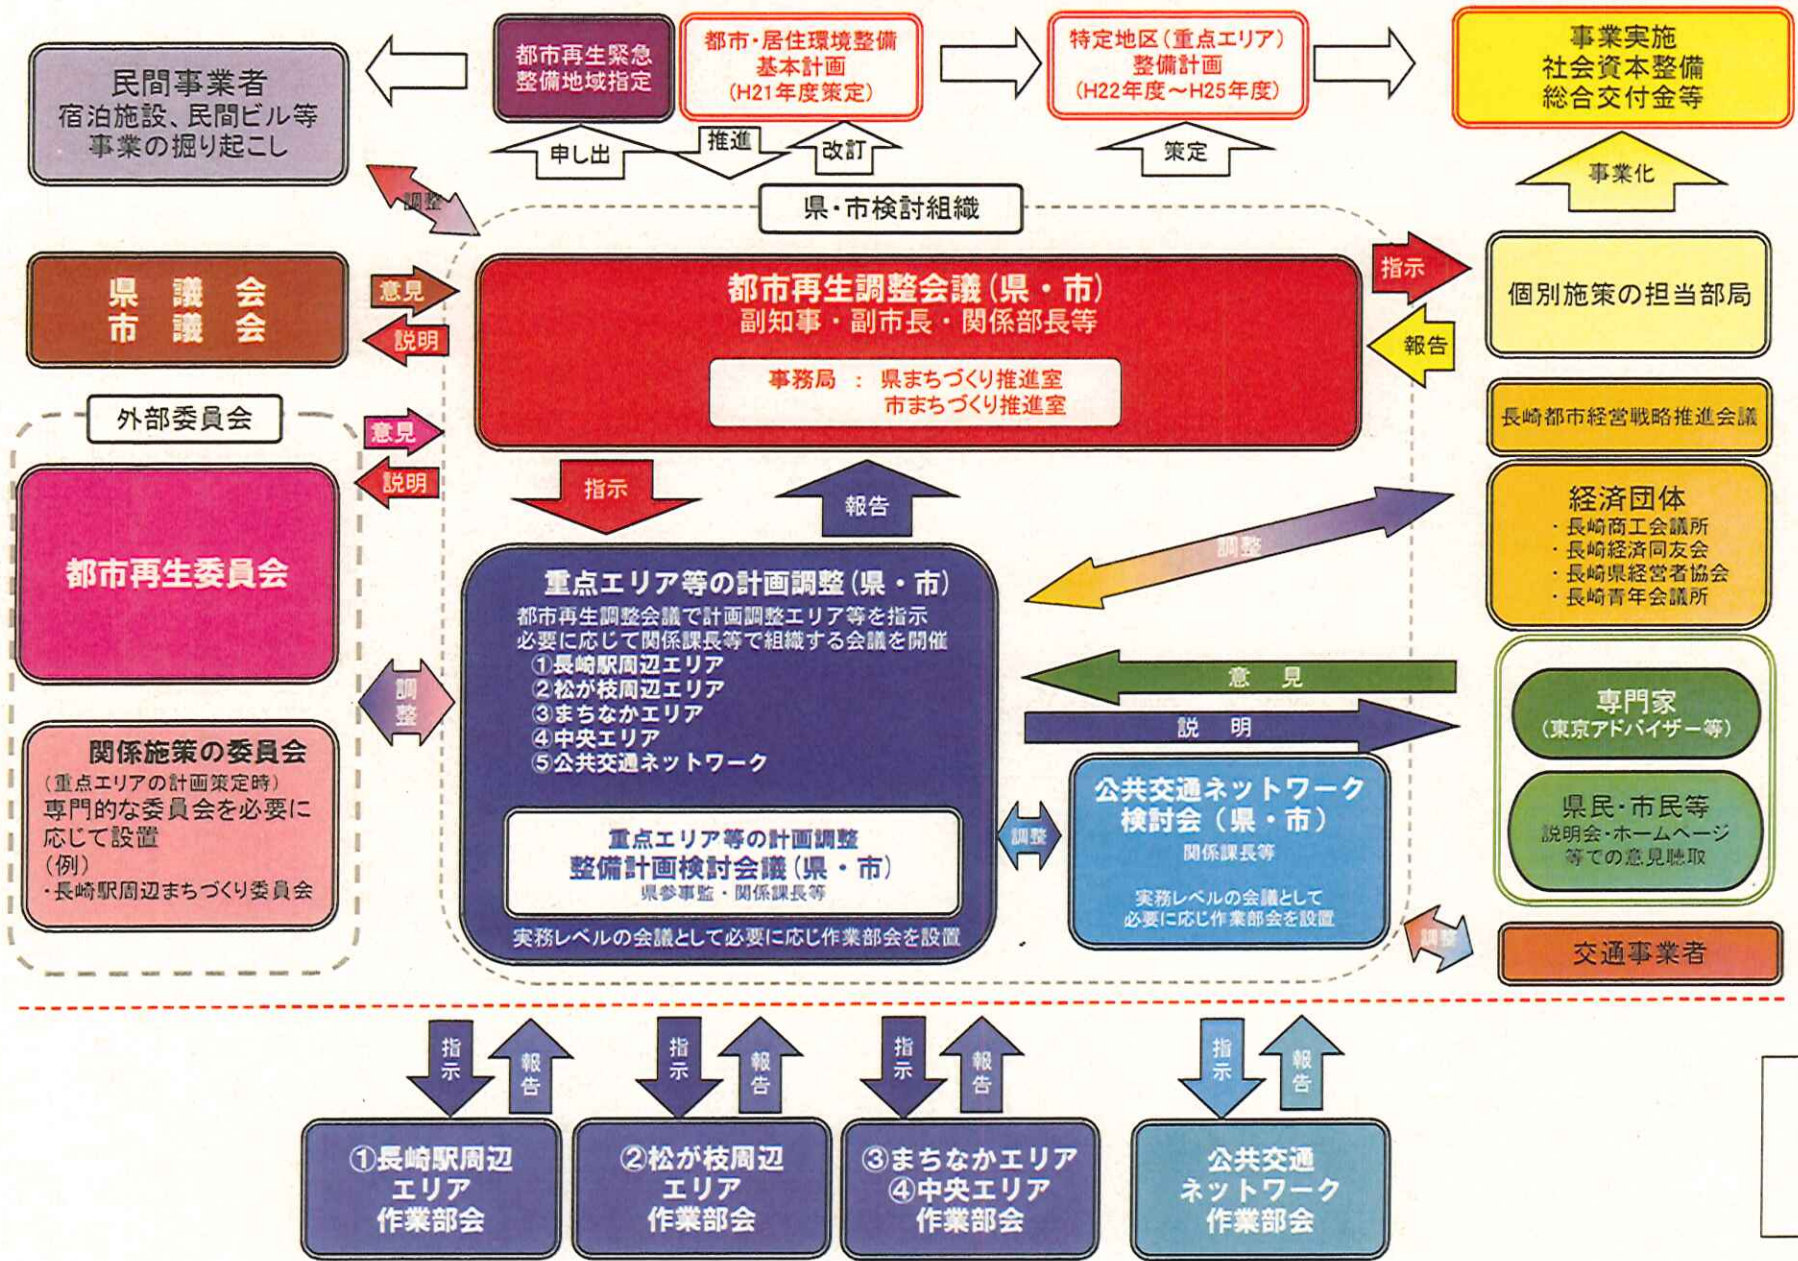 都市再生緊急
整備地域指定
都市・居住環境整備
基本計画
(H21年度策定)
特定地区(重点エリア)
整備計画
(H22年度～H25年度)
事業実施
社会資本整備
総合交付金等
民間事業者
宿泊施設、民間ビル等
事業の掘り起こし
申し出
推進
改訂
策定
事業化
調整
県・市検討組織
県議会
市議会
意見
説明
都市再生調整会議(県・市)
副知事・副市長・関係部長等
事務局 : 県まちづくり推進室
市まちづくり推進室
指示
報告
個別施策の担当部局
長崎都市経営戦略推進会議
経済団体
・長崎商工会議所
・長崎経済同友会
・長崎県経営者協会
・長崎青年会議所
外部委員会
意見
説明
都市再生委員会
関係施策の委員会
(重点エリアの計画策定時)
専門的な委員会を必要に
応じて設置
(例)
・長崎駅周辺まちづくり委員会
調整
指示
報告
重点エリア等の計画調整(県・市)
都市再生調整会議で計画調整エリア等を指示
必要に応じて関係課長等で組織する会議を開催
①長崎駅周辺エリア
②松が枝周辺エリア
③まちなかエリア
④中央エリア
⑤公共交通ネットワーク
重点エリア等の計画調整
整備計画検討会議(県・市)
県参事監・関係課長等
実務レベルの会議として必要に応じ作業部会を設置
調整
意見
説明
調整
公共交通ネットワーク
検討会(県・市)
関係課長等
実務レベルの会議として
必要に応じ作業部会を設置
専門家
(東京アドバイザー等)
県民・市民等
説明会・ホームページ
等での意見聴取
調整
交通事業者
指示
報告
指示
報告
指示
報告
指示
報告
①長崎駅周辺
エリア
作業部会
②松が枝周辺
エリア
作業部会
③まちなかエリア
④中央エリア
作業部会
公共交通
ネットワーク
作業部会